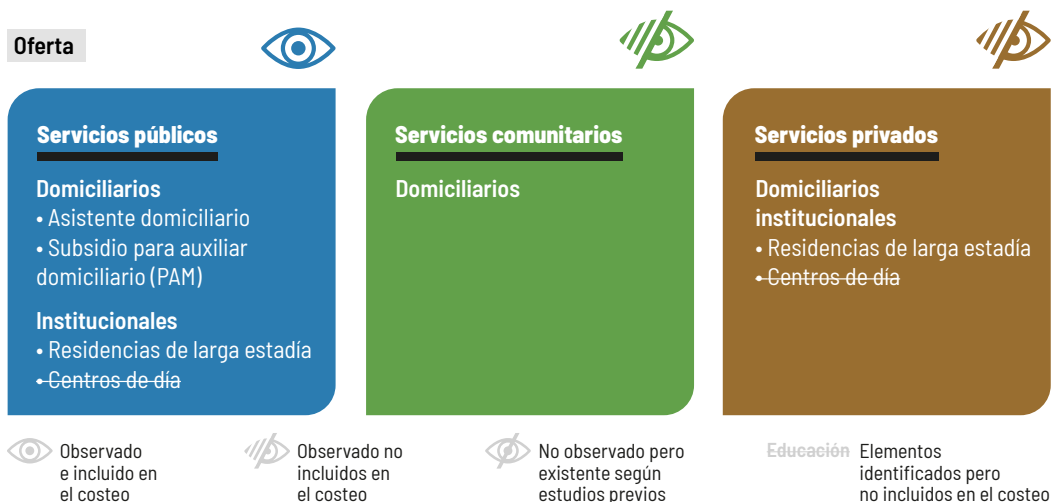 Oferta
Servicios públicos
Domiciliarios
• Asistente domiciliario
• Subsidio para auxiliar
domiciliario (PAM)
Institucionales
• Residencias de larga estadía
• Centros de día
Servicios comunitarios
Domiciliarios
Servicios privados
Domiciliarios
institucionales
• Residencias de larga estadía
• Centros de día
Observado
e incluido en
el costeo
Observado no
incluidos en
el costeo
No observado pero
existente según
estudios previos
Educación
Elementos
identificados pero
no incluidos en el costeo